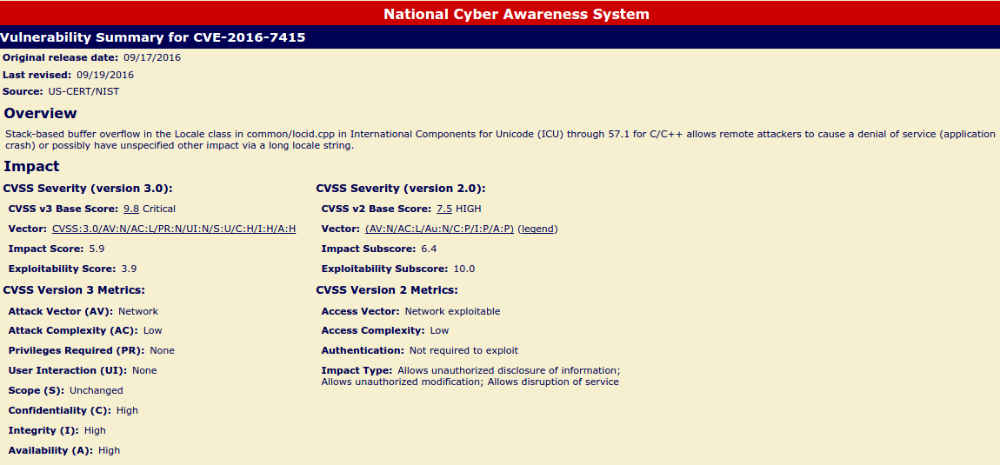 National Cyber Awareness System
Vulnerability Summary for CVE-2016-7415
Original release date: 09/17/2016
Last revised: 09/19/2016
Source: US-CERT/NIST
Overview
Stack-based buffer overflow in the Locale class in common/locid.cpp in International Components for Unicode (ICU) through 57.1 for C/C++ allows remote attackers to cause a denial of service (application
crash) or possibly have unspecified other impact via a long locale string.
Impact
CVSS Severity (version 3.0):
CVSS v3 Base Score: 9.8 Critical
Vector: CVSS:3.0/AV:N/AC:L/PR:N/UI:N/S:U/C:H/I:H/A:H
Impact Score: 5.9
Exploitability Score: 3.9
CVSS Version 3 Metrics:
Attack Vector (AV): Network
Attack Complexity (AC): Low
Privileges Required (PR): None
User Interaction (UI): None
Scope (S): Unchanged
Confidentiality (C): High
Integrity (I): High
Availability (A): High
CVSS Severity (version 2.0):
CVSS v2 Base Score: 7.5 HIGH
Vector: (AV:N/AC:L/Au:N/C:P/I:P/A:P) (legend)
Impact Subscore: 6.4
Exploitability Subscore: 10.0
CVSS Version 2 Metrics:
Access Vector: Network exploitable
Access Complexity: Low
Authentication: Not required to exploit
Impact Type: Allows unauthorized disclosure of information;
Allows unauthorized modification; Allows disruption of service